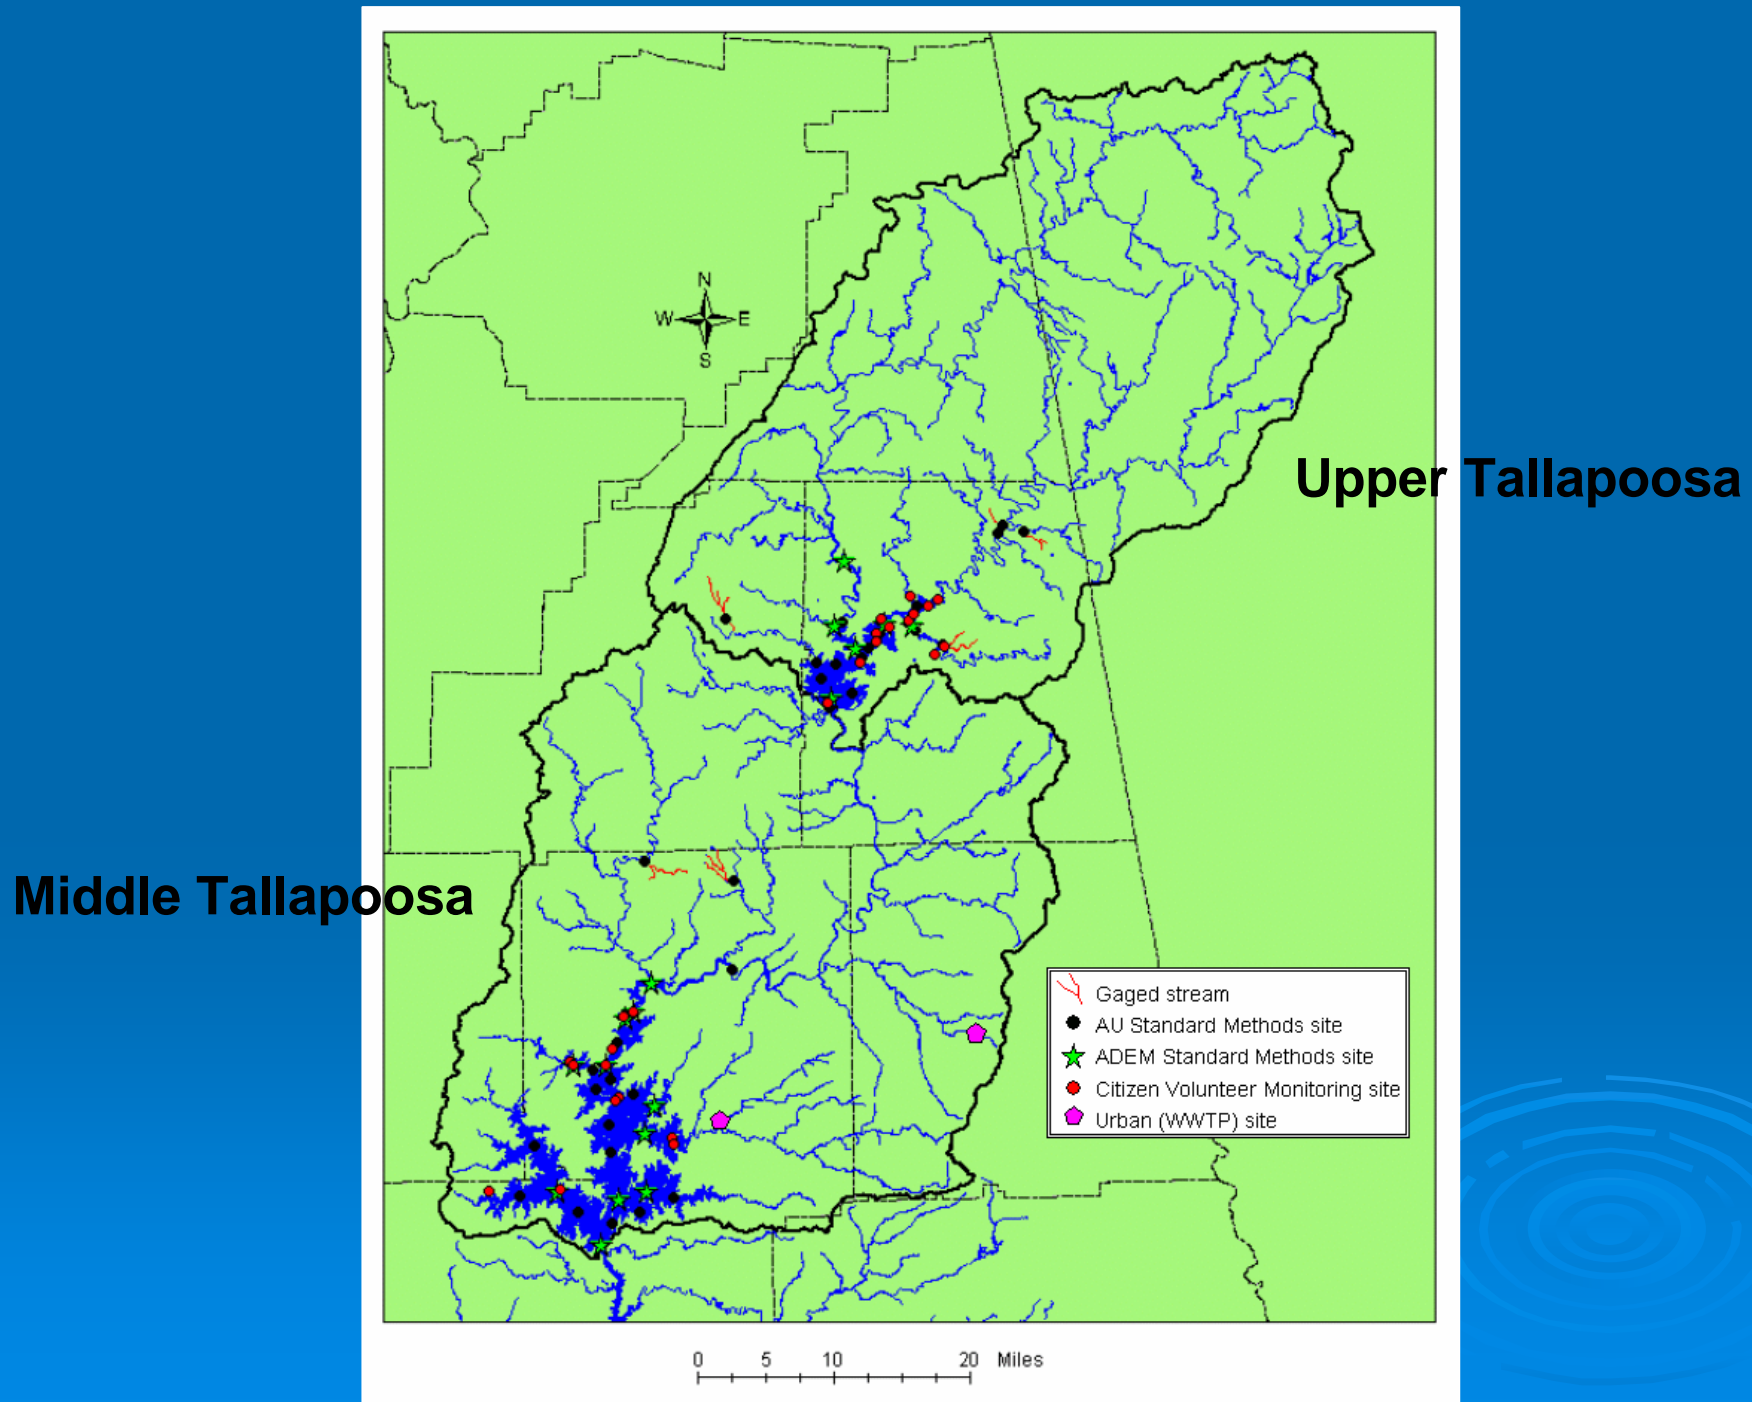 N
W E
S
Upper Tallapoosa
Middle Tallapoosa
Gaged stream
AU Standard Methods site
ADEM Standard Methods site
Citizen Volunteer Monitoring site
Urban (WWTP) site
0 5 10 20 Miles